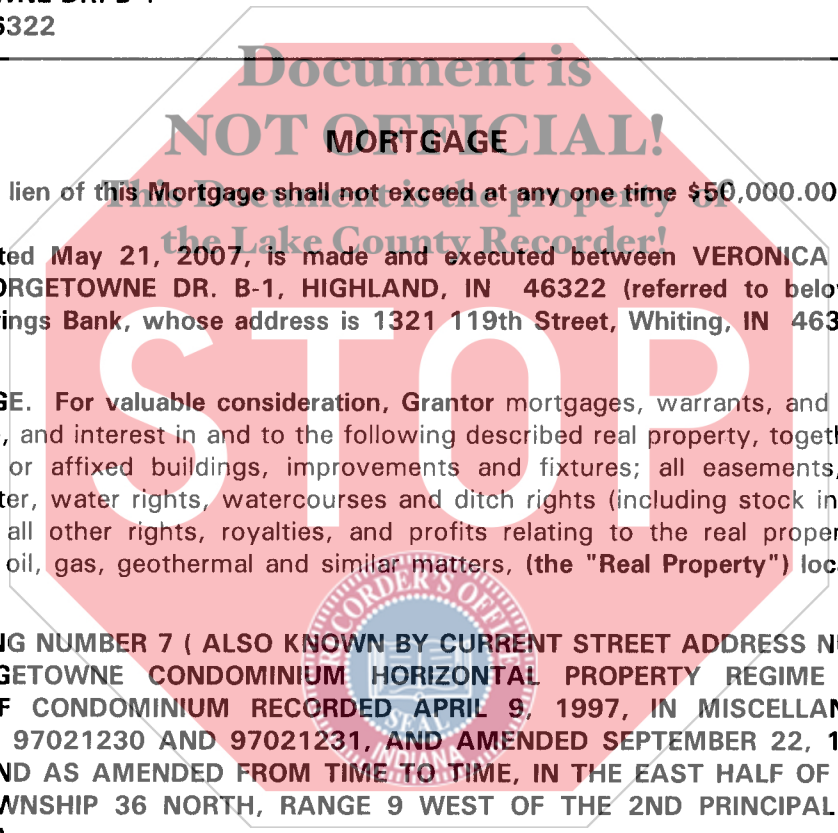 6322
Document is
NOT OFFICIAL!
MORTGAGE
lien of this Mortgage shall not exceed at any one time $50,000.00
This Document is the property of
the Lake County Recorder!
ted May 21, 2007, is made and executed between VERONICA
ORGETOWNE DR. B-1, HIGHLAND, IN 46322 (referred to below
ings Bank, whose address is 1321 119th Street, Whiting, IN 463
STOP
GE. For valuable consideration, Grantor mortgages, warrants, and
, and interest in and to the following described real property, togeth
or affixed buildings, improvements and fixtures; all easements,
ter, water rights, watercourses and ditch rights (including stock in
all other rights, royalties, and profits relating to the real proper
oil, gas, geothermal and similar matters, (the "Real Property") loca
RECORDER'S OFFICE
NG NUMBER 7 ( ALSO KNOWN BY CURRENT STREET ADDRESS N
GETOWNE CONDOMINIUM HORIZONTAL PROPERTY REGIME
F CONDOMINIUM RECORDED APRIL 9, 1997, IN MISCELLAN
SEAL
97021230 AND 97021231, AND AMENDED SEPTEMBER 22, 1
INDIANA
ND AS AMENDED FROM TIME TO TIME, IN THE EAST HALF OF
WNSHIP 36 NORTH, RANGE 9 WEST OF THE 2ND PRINCIPAL